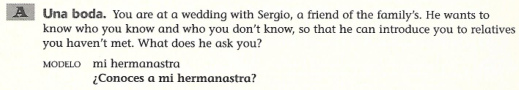 A Una boda. You are at a wedding with Sergio, a friend of the family's. He wants to
know who you know and who you don't know, so that he can introduce you to relatives
you haven't met. What does he ask you?
MODELO mi hermanastra
¿Conoces a mi hermanastra?